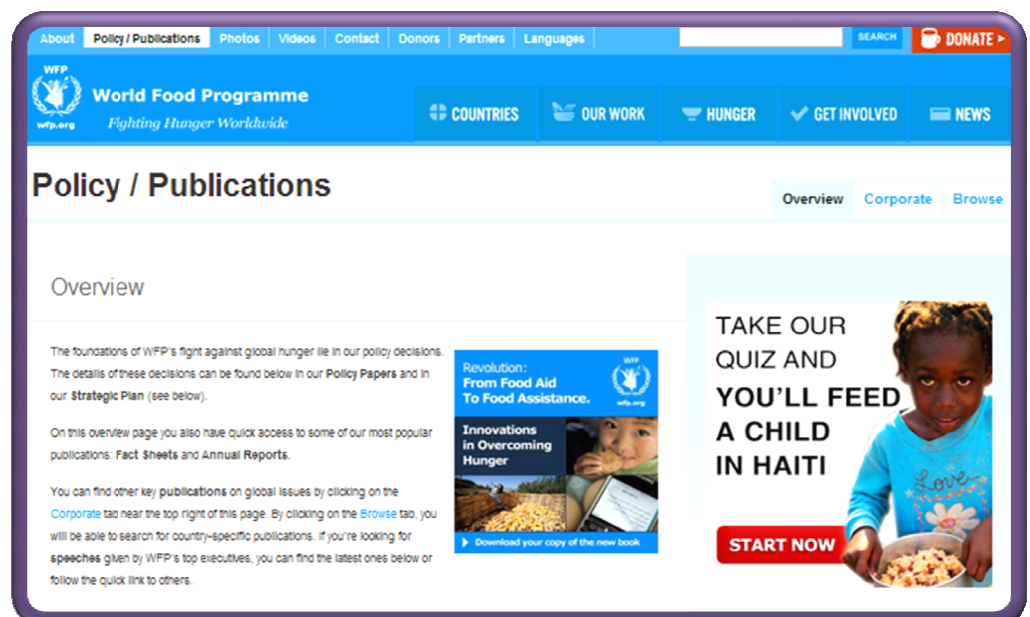 About Policy / Publications Photos Videos Contact Donors Partners Languages SEARCH DONATE
WFP
wfp.org
World Food Programme
Fighting Hunger Worldwide
COUNTRIES OUR WORK HUNGER GET INVOLVED NEWS
Policy / Publications
Overview Corporate Browse
Overview
The foundations of WFP's fight against global hunger lie in our policy decisions.
The details of these decisions can be found below in our Policy Papers and in
our Strategic Plan (see below).
On this overview page you also have quick access to some of our most popular
publications: Fact Sheets and Annual Reports.
You can find other key publications on global issues by clicking on the
Corporate tab near the top right of this page. By clicking on the Browse tab, you
will be able to search for country-specific publications. If you're looking for
speeches given by WFP's top executives, you can find the latest ones below or
follow the quick link to others.
Revolution:
From Food Aid
To Food Assistance.
WFP
wfp.org
Innovations
in Overcoming
Hunger
Download your copy of the new book
TAKE OUR
QUIZ AND
YOU'LL FEED
A CHILD
IN HAITI
START NOW
Love